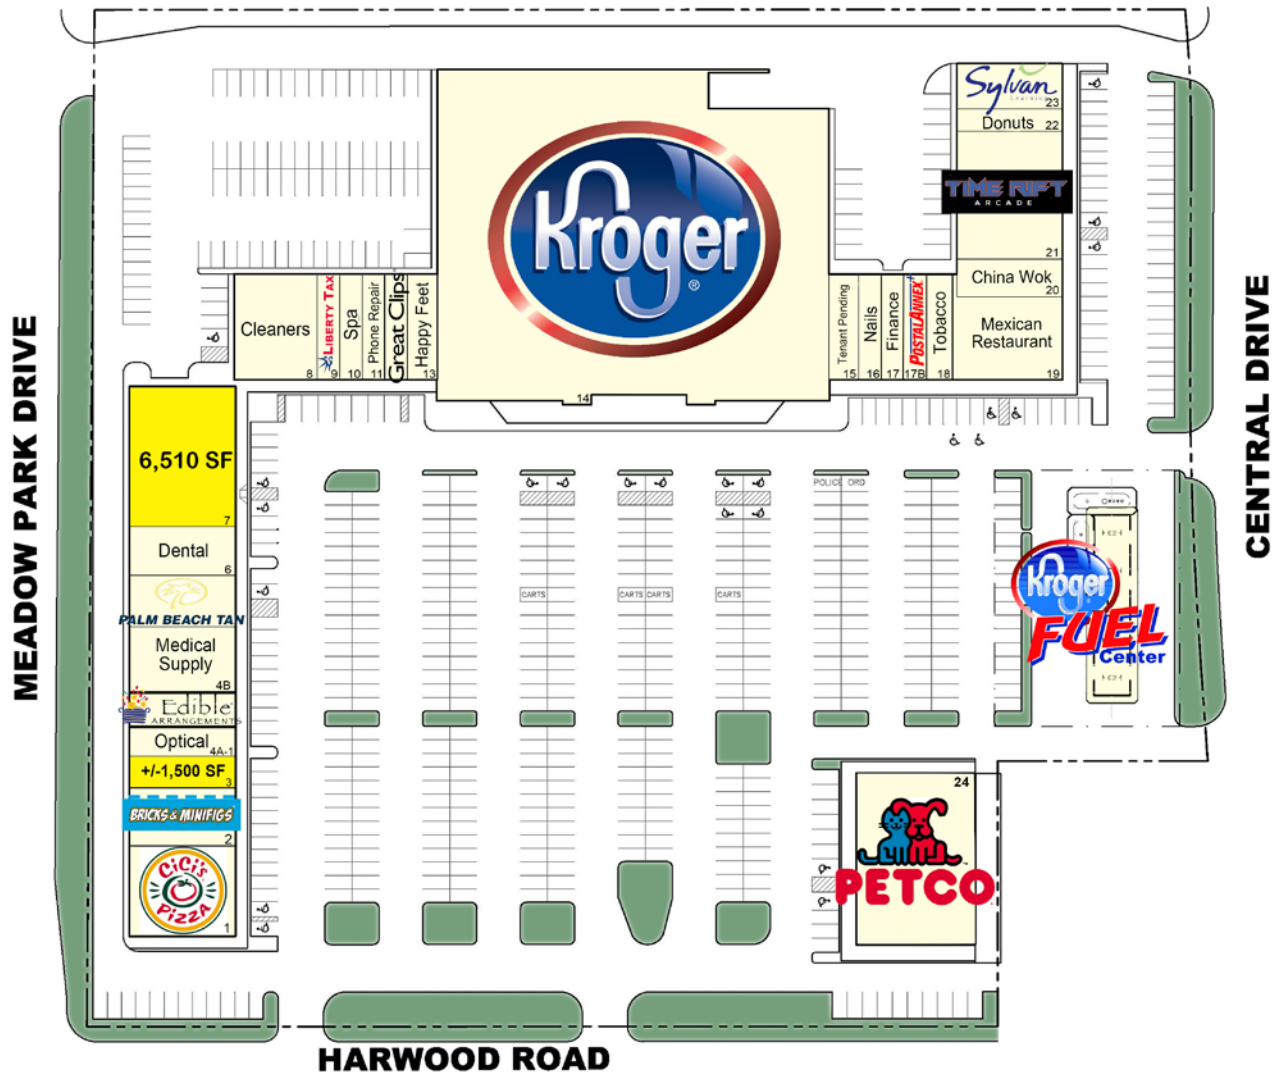 Sylvan
Learning
23
Donuts 22
TIME RIFT
ARCADE
21
China Wok
20
Mexican
Restaurant
19
Kroger
®
14
Cleaners
8
LIBERTY TAX
9
Spa
10
Phone Repair
11
Great Clips
Happy Feet
13
Tenant Pending
15
Nails
16
Finance
17
POSTALANNEX+
17B
Tobacco
18
MEADOW PARK DRIVE
CENTRAL DRIVE
6,510 SF
7
Dental
6
PALM BEACH TAN
Medical
Supply
4B
Edible
ARRANGEMENTS
Optical
4A-1
+/-1,500 SF
3
BRICKS & MINIFIGS
2
CiCi's
PIZZA
1
POLICE ORD
CARTS
CARTS CARTS
CARTS
Kroger
FUEL
Center
24
PETCO
HARWOOD ROAD